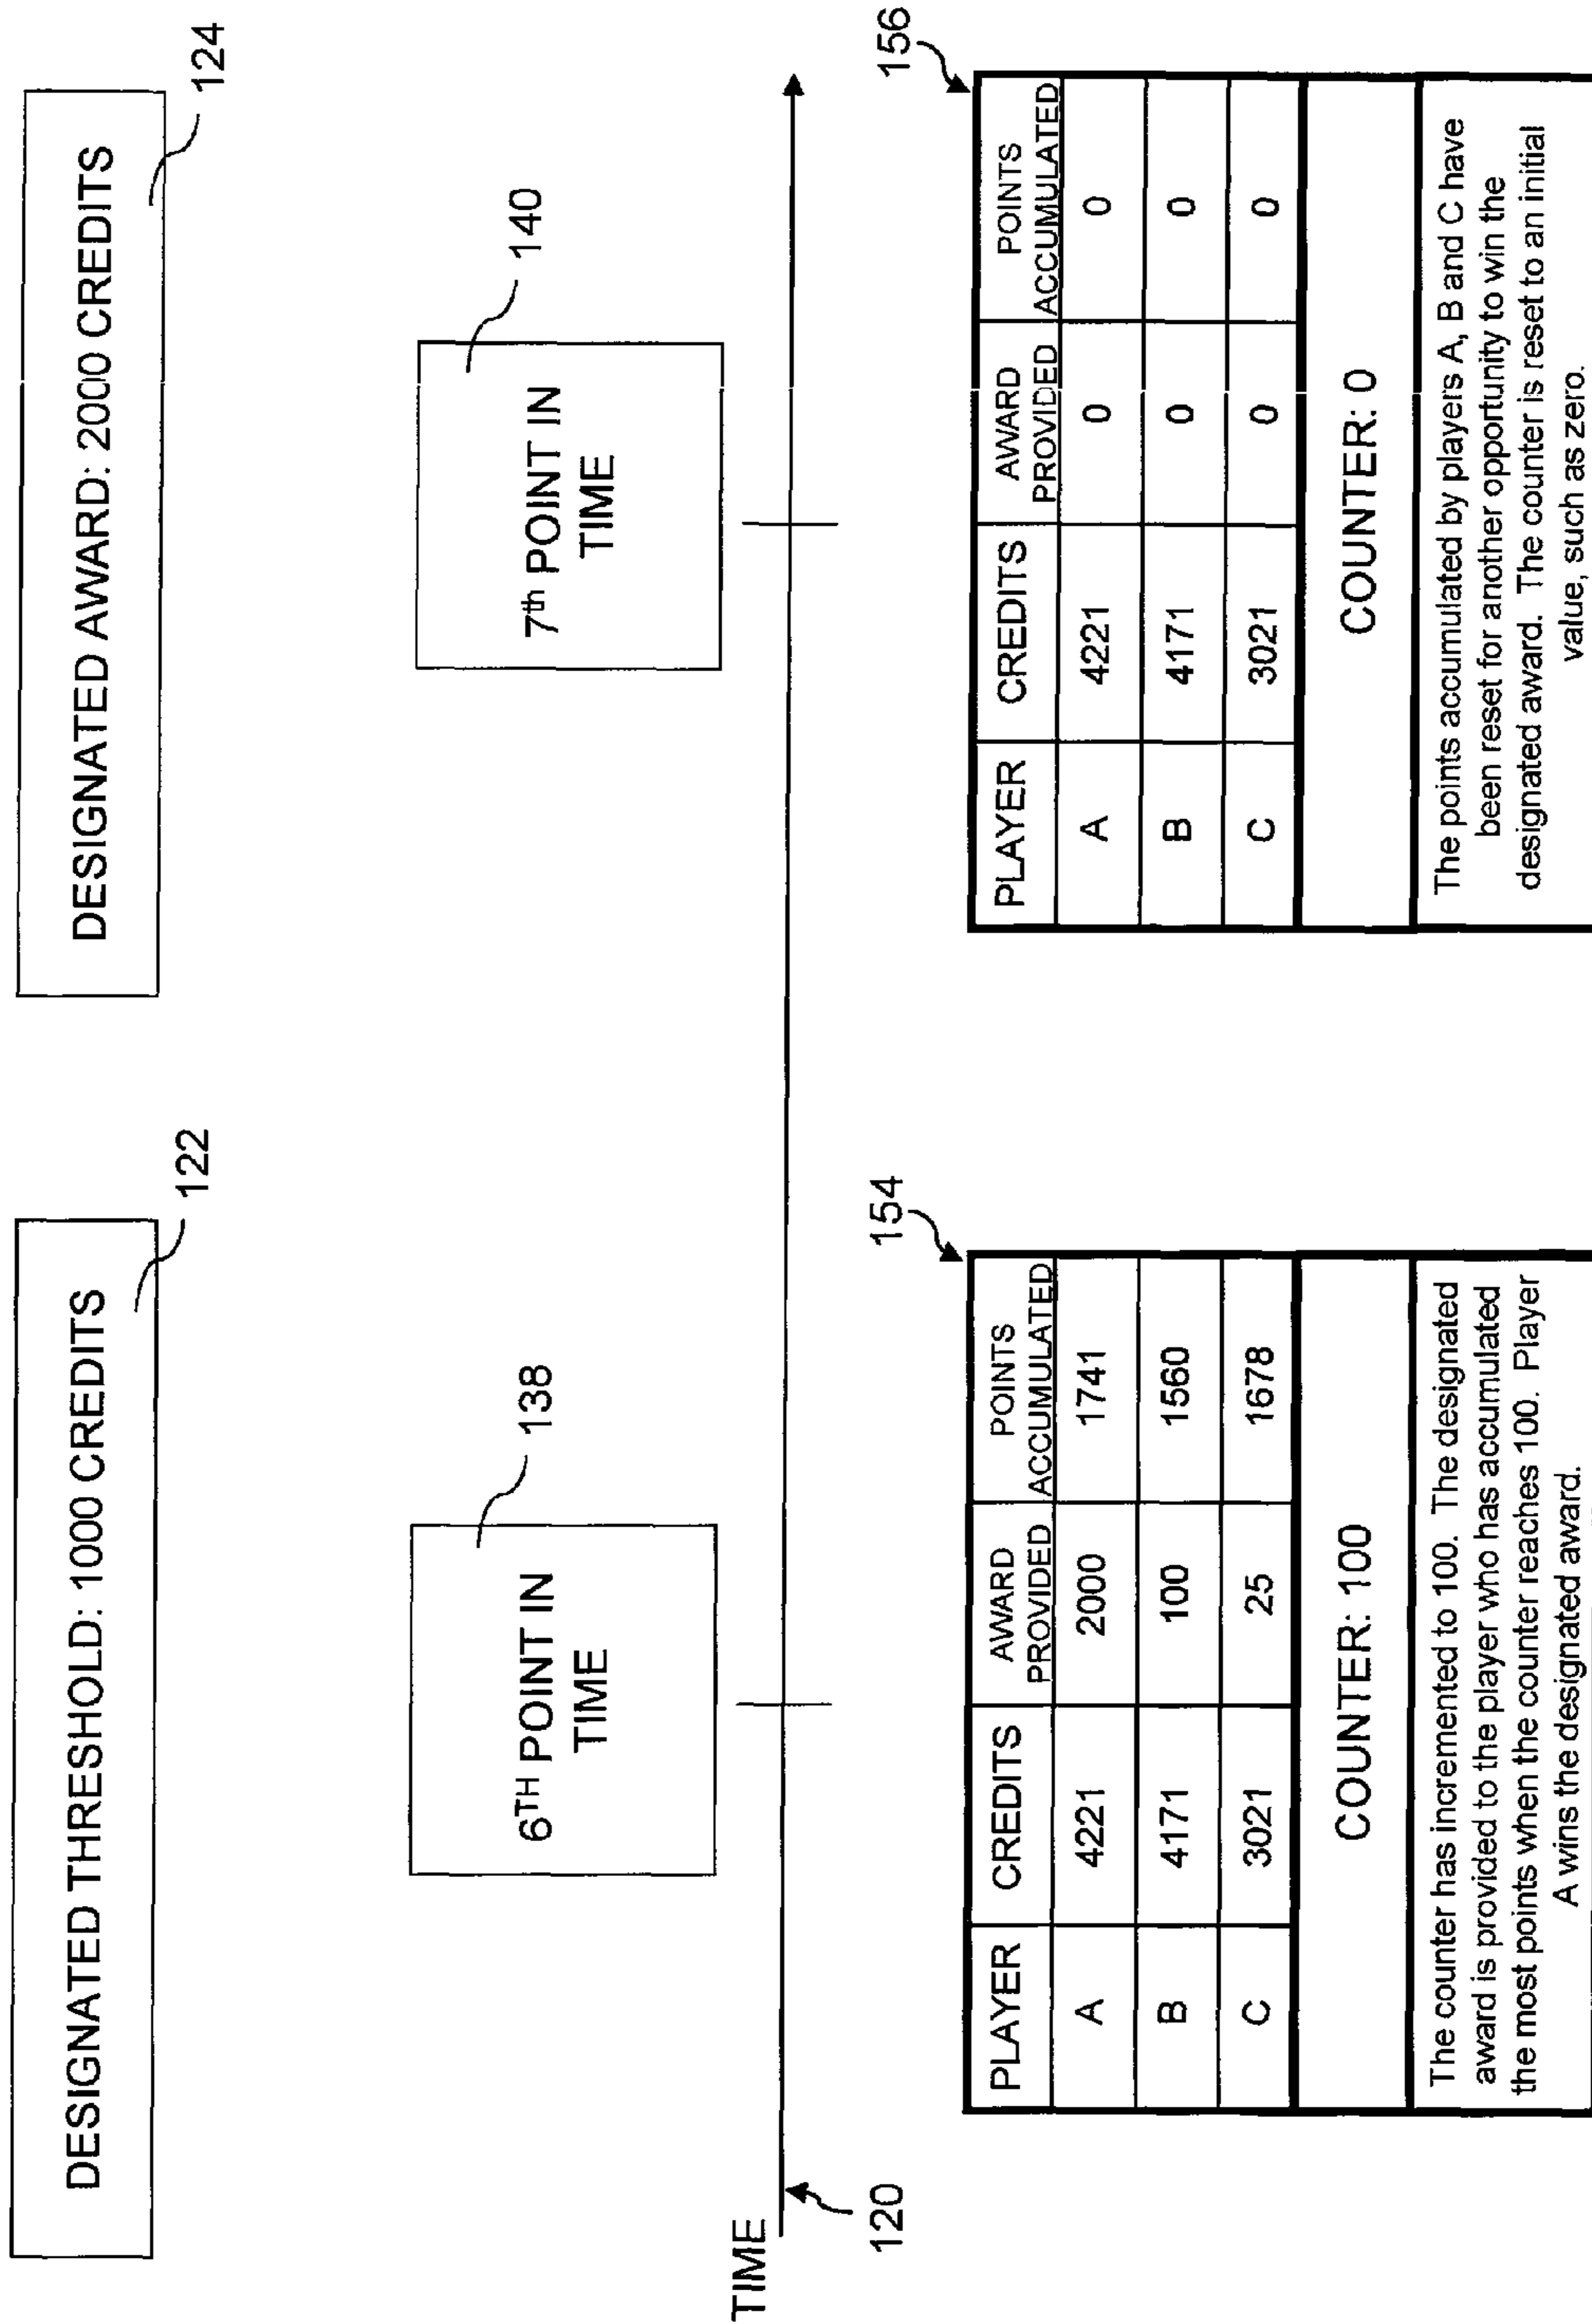 DESIGNATED THRESHOLD: 1000 CREDITS
122
DESIGNATED AWARD: 2000 CREDITS
124
6TH POINT IN
TIME
138
7th POINT IN
TIME
140
TIME
120
154
PLAYER CREDITS AWARD PROVIDED POINTS ACCUMULATED
A 4221 2000 1741
B 4171 100 1560
C 3021 25 1678
COUNTER: 100
The counter has incremented to 100. The designated
award is provided to the player who has accumulated
the most points when the counter reaches 100. Player
A wins the designated award.
156
PLAYER CREDITS AWARD PROVIDED POINTS ACCUMULATED
A 4221 0 0
B 4171 0 0
C 3021 0 0
COUNTER: 0
The points accumulated by players A, B and C have
been reset for another opportunity to win the
designated award. The counter is reset to an initial
value, such as zero.